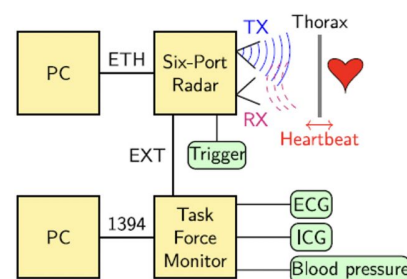 TX
Thorax
PC
ETH
Six-Port
Radar
RX
Heartbeat
EXT
Trigger
PC
1394
Task
Force
Monitor
ECG
ICG
Blood pressure